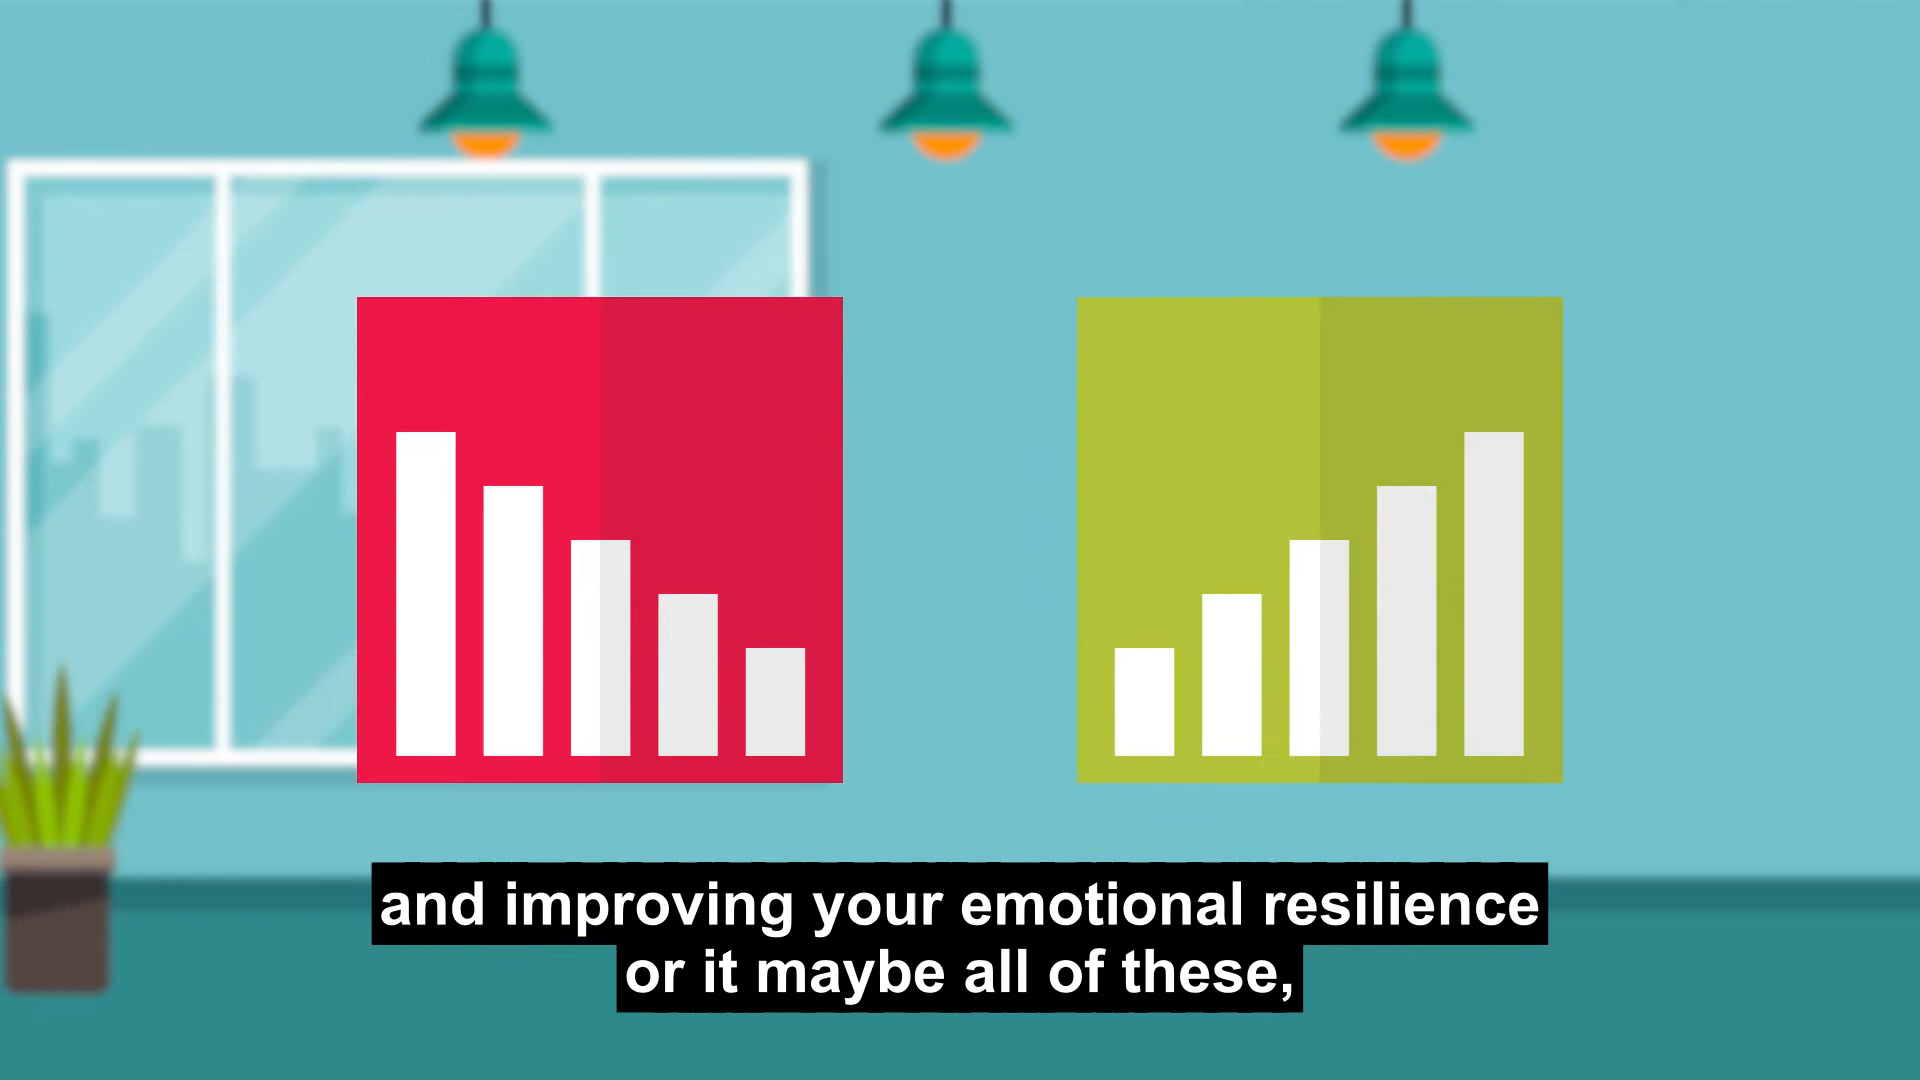 and improving your emotional resilience
or it maybe all of these,